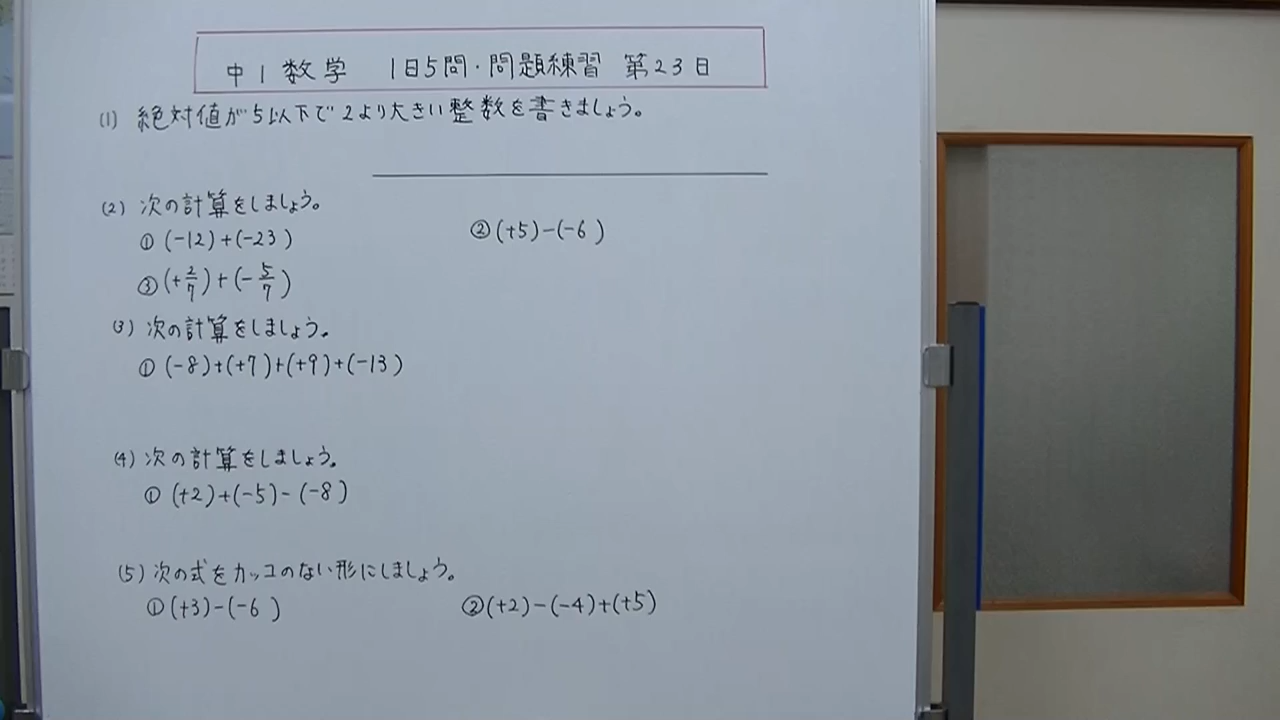 中1数学 1日5問・問題練習 第23日
(1) 絶対値が5以下で2より大きい整数を書きましょう。
(2) 次の計算をしましょう。
① (-12)+(-23) ② (+5)-(-6)
③ (+2/7)+(-5/7)
(3) 次の計算をしましょう。
① (-8)+(+7)+(+9)+(-13)
(4) 次の計算をしましょう。
① (+2)+(-5)-(-8)
(5) 次の式をカッコのない形にしましょう。
① (+3)-(-6) ② (+2)-(-4)+(+5)